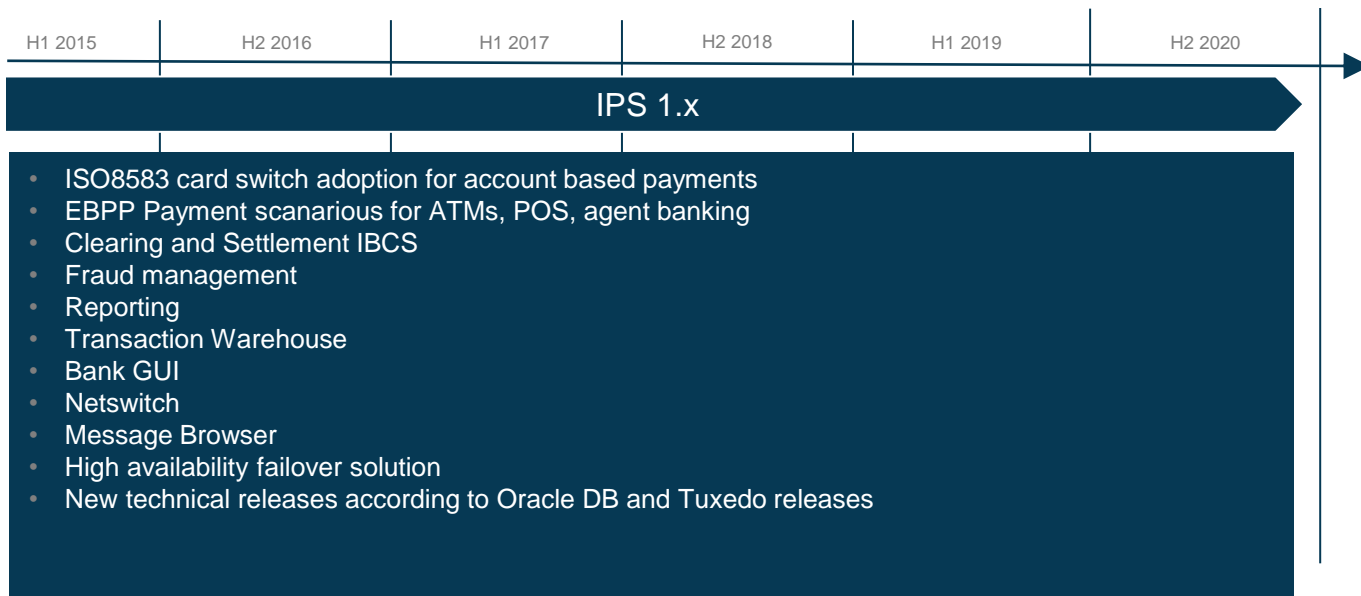 H1 2015 H2 2016 H1 2017 H2 2018 H1 2019 H2 2020
IPS 1.x
• ISO8583 card switch adoption for account based payments
• EBPP Payment scanarious for ATMs, POS, agent banking
• Clearing and Settlement IBCS
• Fraud management
• Reporting
• Transaction Warehouse
• Bank GUI
• Netswitch
• Message Browser
• High availability failover solution
• New technical releases according to Oracle DB and Tuxedo releases